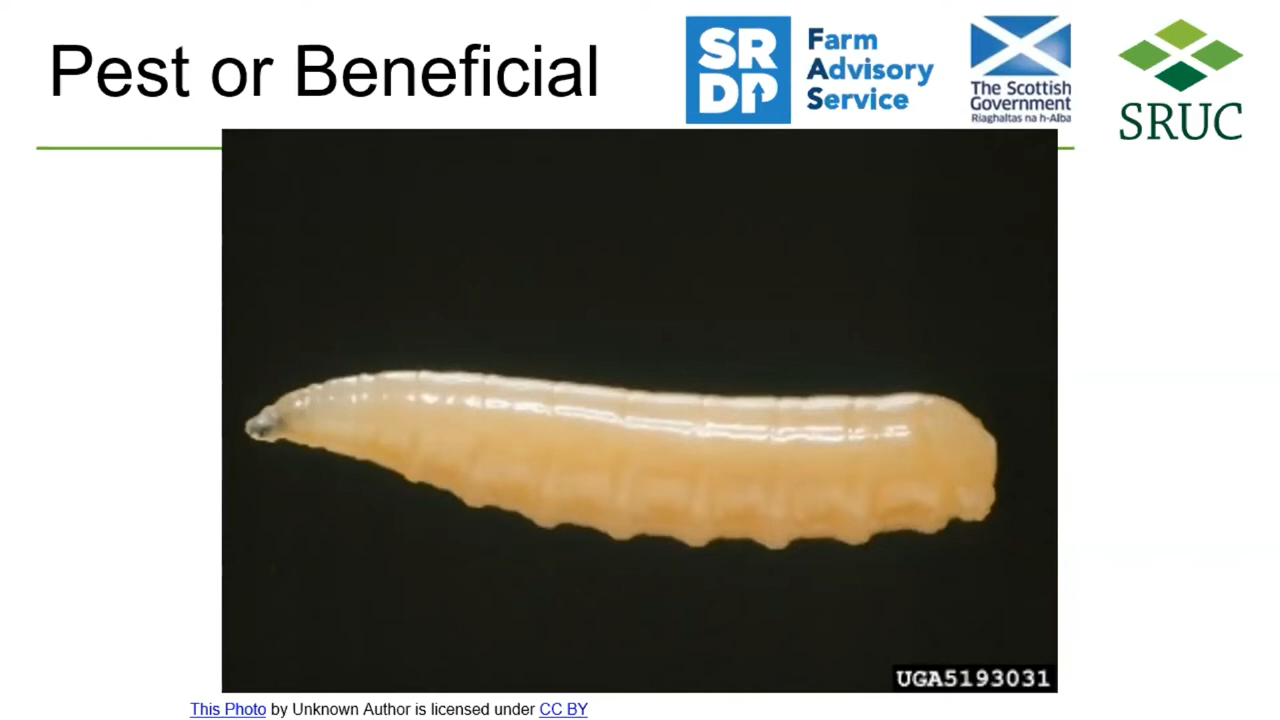 Pest or Beneficial
SR
DP
Farm
Advisory
Service
The Scottish
Government
Riaghaltas na h-Alba
SRUC
UGA5193031
This Photo by Unknown Author is licensed under CC BY